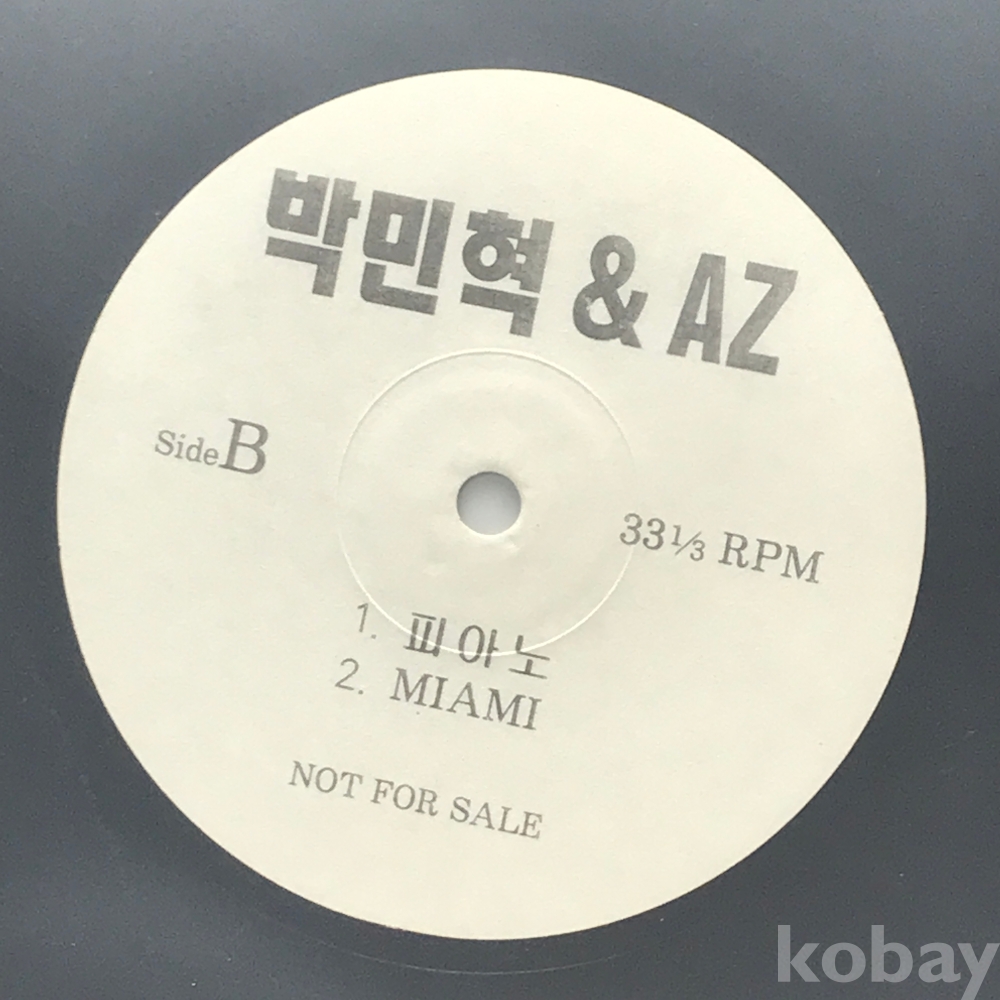 박민혁 & AZ
Side B
33⅓ RPM
1. 피아노
2. MIAMI
NOT FOR SALE
kobay